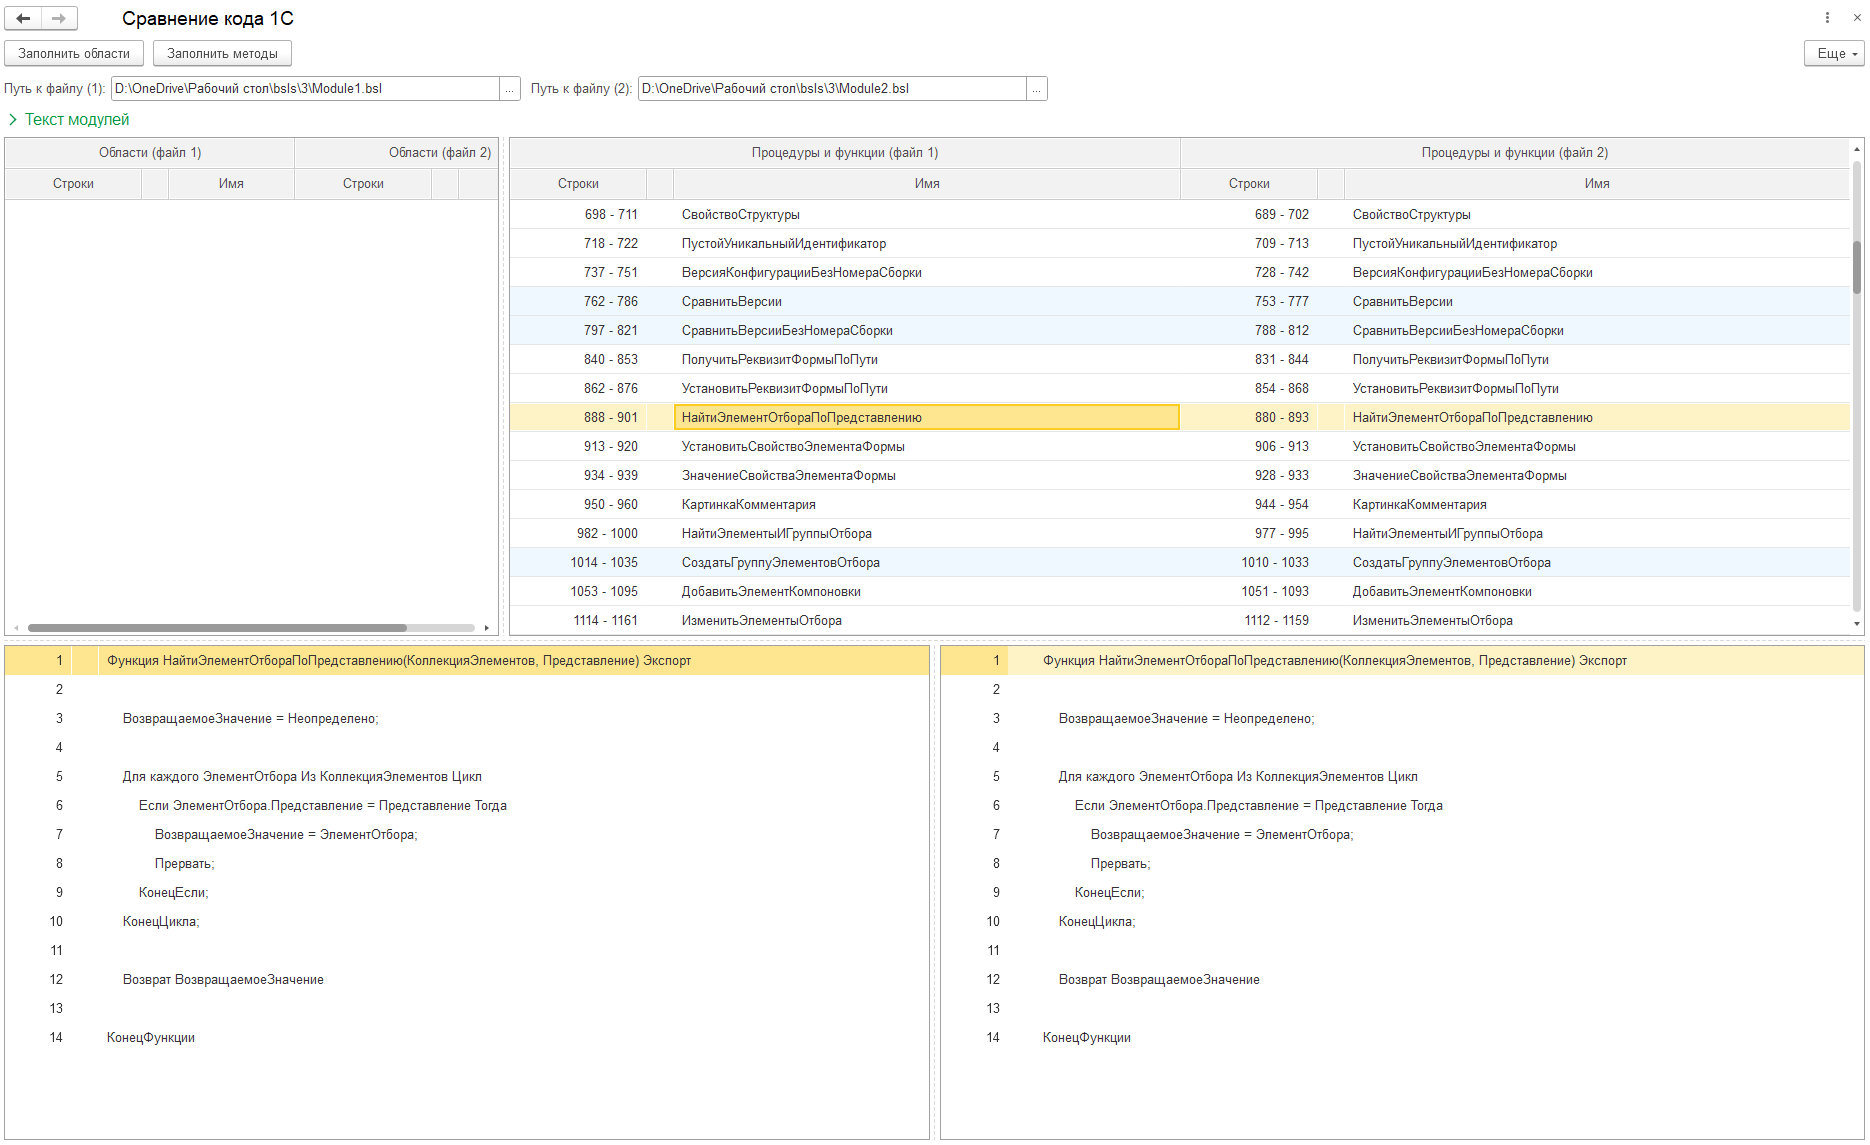 Сравнение кода 1С
Заполнить области
Заполнить методы
Еще
Путь к файлу (1): D:\OneDrive\Рабочий стол\bsls\3\Module1.bsl ...
Путь к файлу (2): D:\OneDrive\Рабочий стол\bsls\3\Module2.bsl ...
Текст модулей
Области (файл 1) Области (файл 2)
Строки Имя Строки
Процедуры и функции (файл 1) Процедуры и функции (файл 2)
Строки Имя Строки Имя
698 - 711 СвойствоСтруктуры 689 - 702 СвойствоСтруктуры
718 - 722 ПустойУникальныйИдентификатор 709 - 713 ПустойУникальныйИдентификатор
737 - 751 ВерсияКонфигурацииБезНомераСборки 728 - 742 ВерсияКонфигурацииБезНомераСборки
762 - 786 СравнитьВерсии 753 - 777 СравнитьВерсии
797 - 821 СравнитьВерсииБезНомераСборки 788 - 812 СравнитьВерсииБезНомераСборки
840 - 853 ПолучитьРеквизитФормыПоПути 831 - 844 ПолучитьРеквизитФормыПоПути
862 - 876 УстановитьРеквизитФормыПоПути 854 - 868 УстановитьРеквизитФормыПоПути
888 - 901 НайтиЭлементОтбораПоПредставлению 880 - 893 НайтиЭлементОтбораПоПредставлению
913 - 920 УстановитьСвойствоЭлементаФормы 906 - 913 УстановитьСвойствоЭлементаФормы
934 - 939 ЗначениеСвойстваЭлементаФормы 928 - 933 ЗначениеСвойстваЭлементаФормы
950 - 960 КартинкаКомментария 944 - 954 КартинкаКомментария
982 - 1000 НайтиЭлементыИГруппыОтбора 977 - 995 НайтиЭлементыИГруппыОтбора
1014 - 1035 СоздатьГруппуЭлементовОтбора 1010 - 1033 СоздатьГруппуЭлементовОтбора
1053 - 1095 ДобавитьЭлементКомпоновки 1051 - 1093 ДобавитьЭлементКомпоновки
1114 - 1161 ИзменитьЭлементыОтбора 1112 - 1159 ИзменитьЭлементыОтбора
1 Функция НайтиЭлементОтбораПоПредставлению(КоллекцияЭлементов, Представление) Экспорт
2
3 ВозвращаемоеЗначение = Неопределено;
4
5 Для каждого ЭлементОтбора Из КоллекцияЭлементов Цикл
6 Если ЭлементОтбора.Представление = Представление Тогда
7 ВозвращаемоеЗначение = ЭлементОтбора;
8 Прервать;
9 КонецЕсли;
10 КонецЦикла;
11
12 Возврат ВозвращаемоеЗначение
13
14 КонецФункции
1 Функция НайтиЭлементОтбораПоПредставлению(КоллекцияЭлементов, Представление) Экспорт
2
3 ВозвращаемоеЗначение = Неопределено;
4
5 Для каждого ЭлементОтбора Из КоллекцияЭлементов Цикл
6 Если ЭлементОтбора.Представление = Представление Тогда
7 ВозвращаемоеЗначение = ЭлементОтбора;
8 Прервать;
9 КонецЕсли;
10 КонецЦикла;
11
12 Возврат ВозвращаемоеЗначение
13
14 КонецФункции